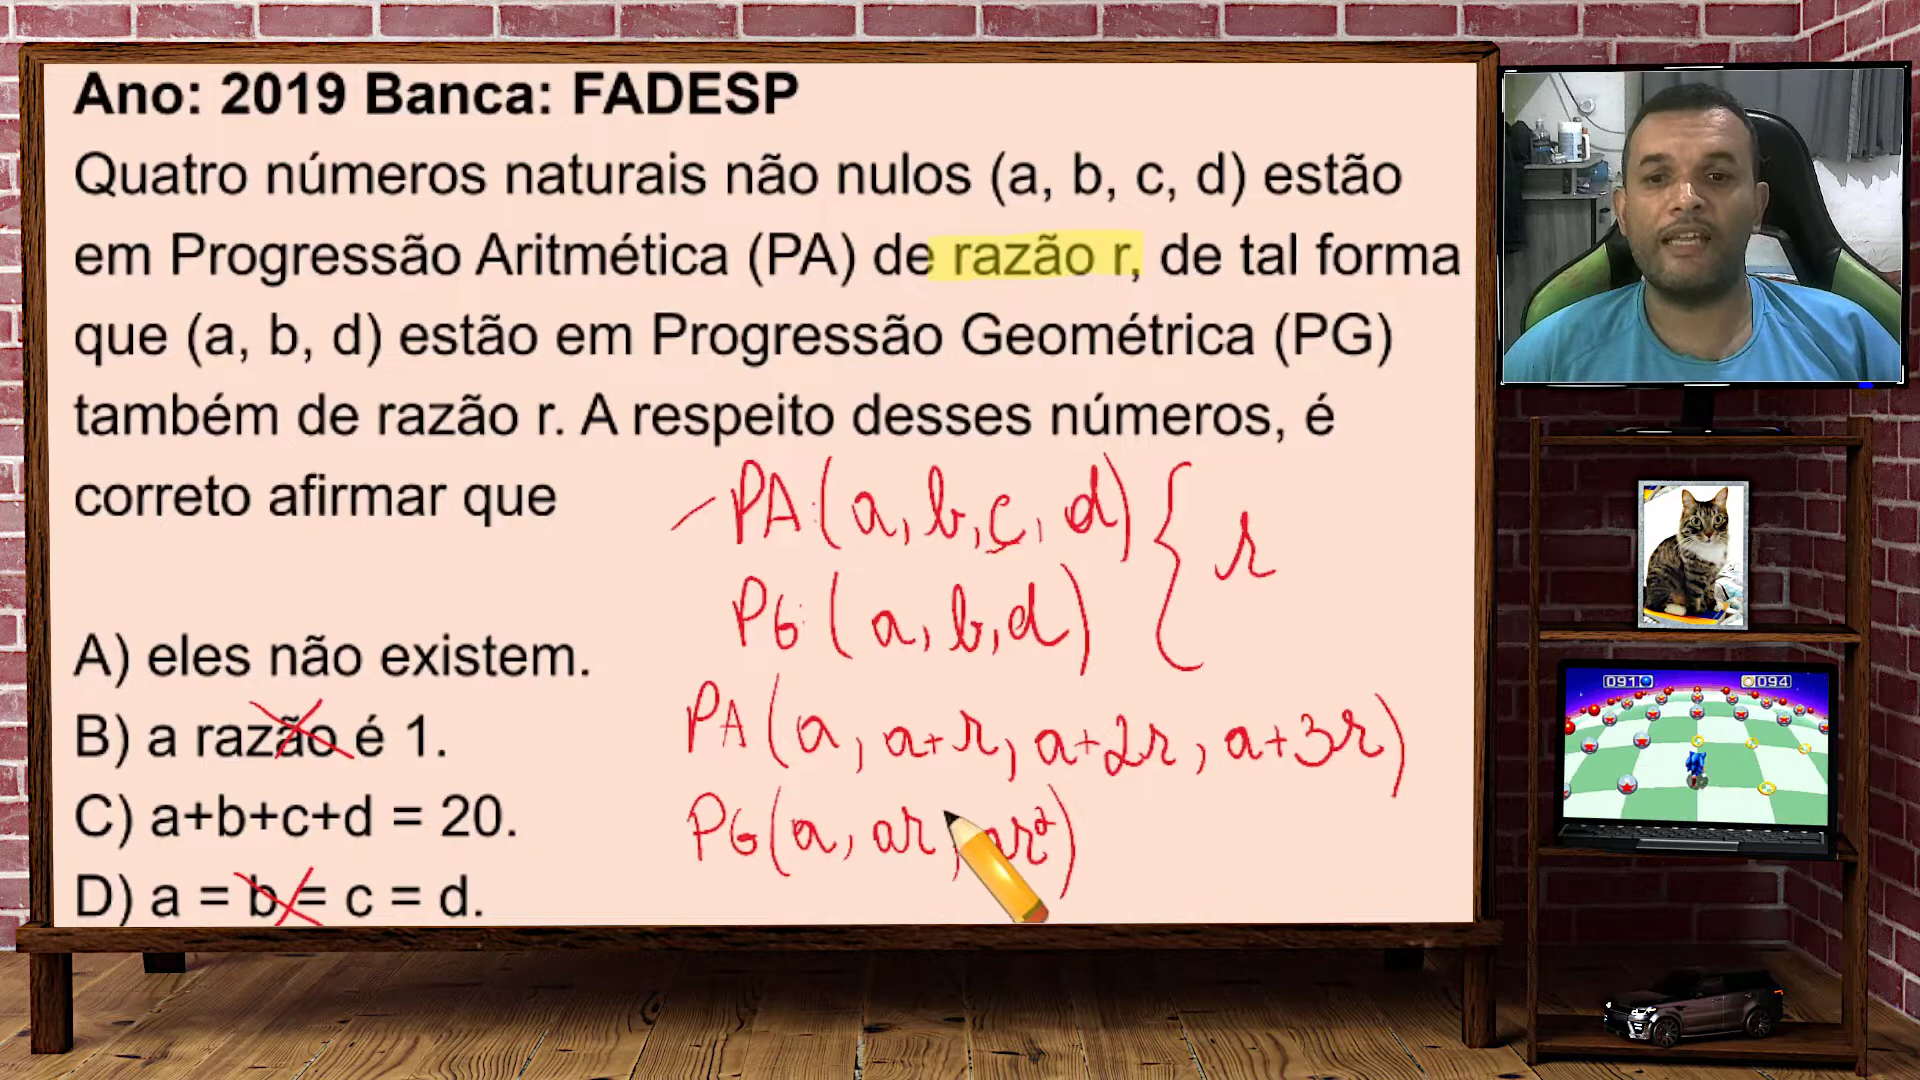 Ano: 2019 Banca: FADESP
Quatro números naturais não nulos (a, b, c, d) estão
em Progressão Aritmética (PA) de razão r, de tal forma
que (a, b, d) estão em Progressão Geométrica (PG)
também de razão r. A respeito desses números, é
correto afirmar que
PA(a, b, c, d) { r
PG(a, b, d)
A) eles não existem.
PA(a, a+r, a+2r, a+3r)
B) a razão é 1.
C) a+b+c+d = 20.
PG(a, ar, ar²)
D) a = b = c = d.
091
094